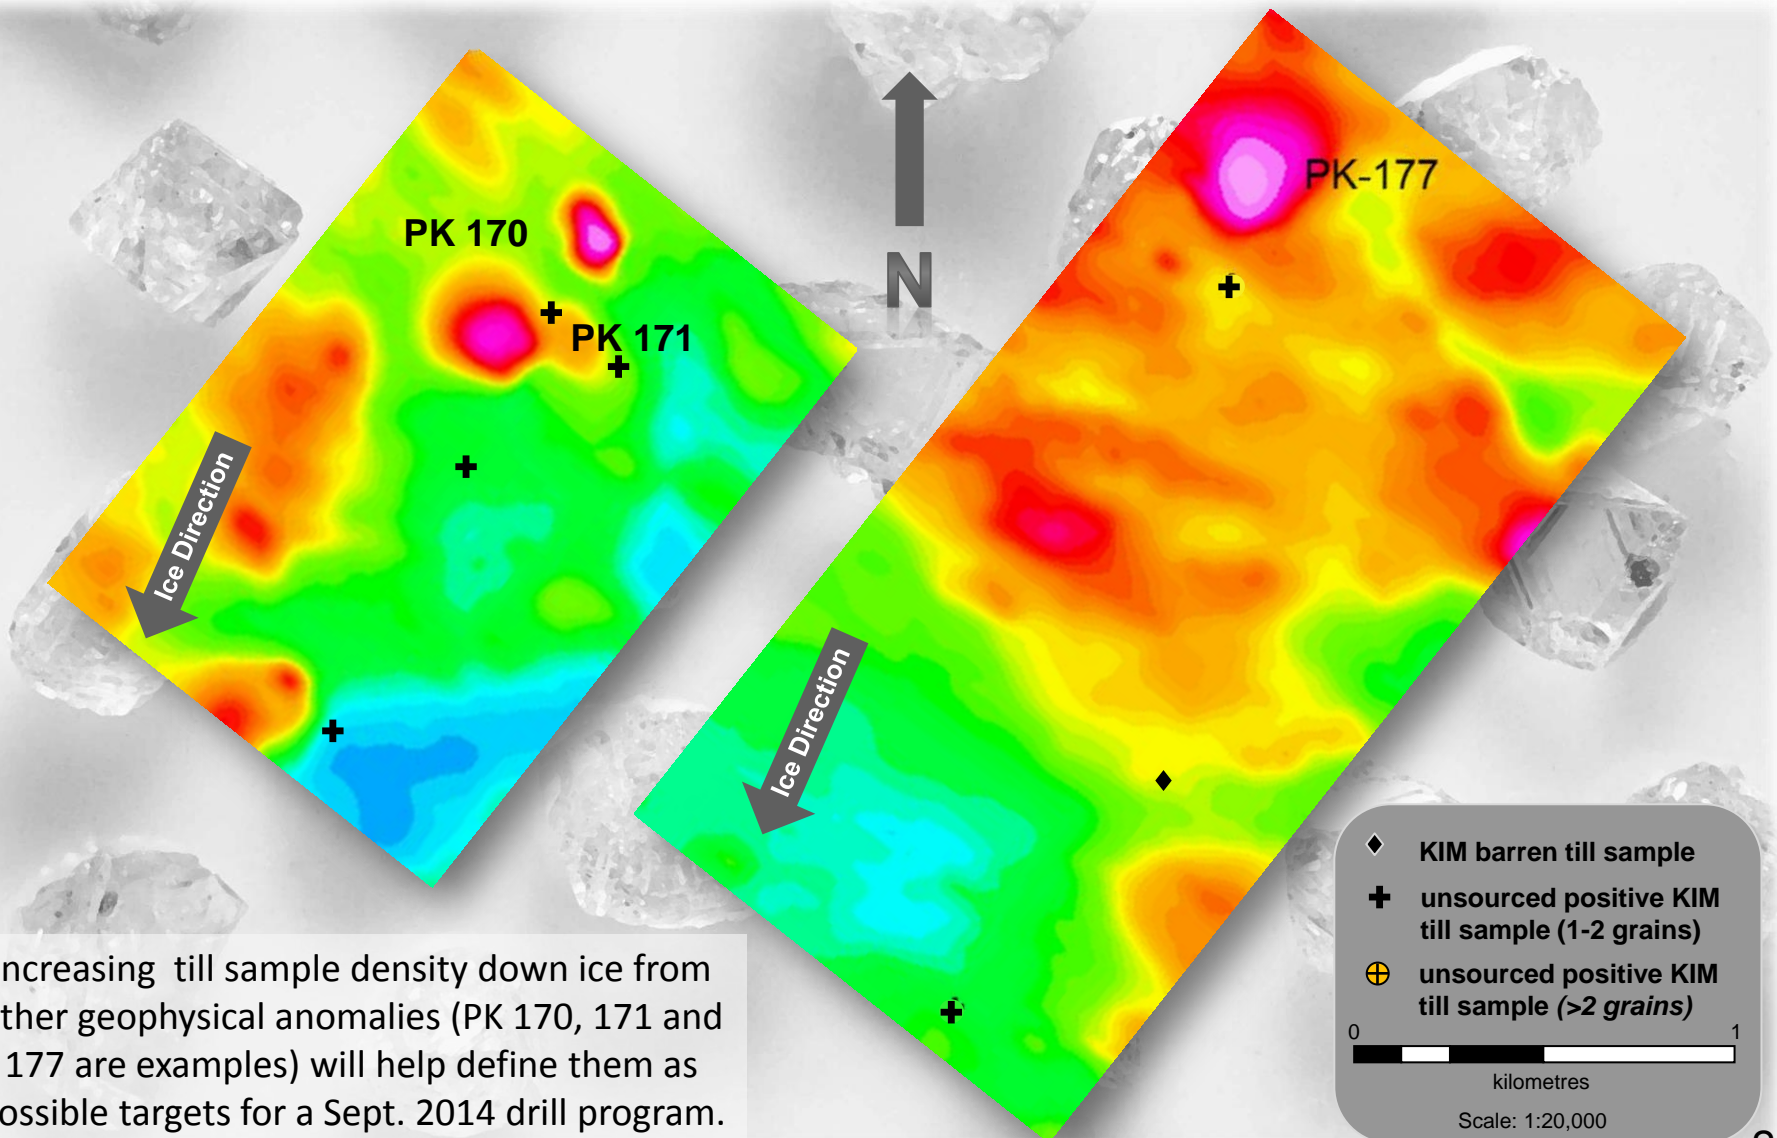 PK 170
PK 171
Ice Direction
N
PK-177
Ice Direction
ncreasing till sample density down ice from
ther geophysical anomalies (PK 170, 171 and
177 are examples) will help define them as
ossible targets for a Sept. 2014 drill program.
KIM barren till sample
unsourced positive KIM
till sample (1-2 grains)
unsourced positive KIM
till sample (>2 grains)
0 1
kilometres
Scale: 1:20,000